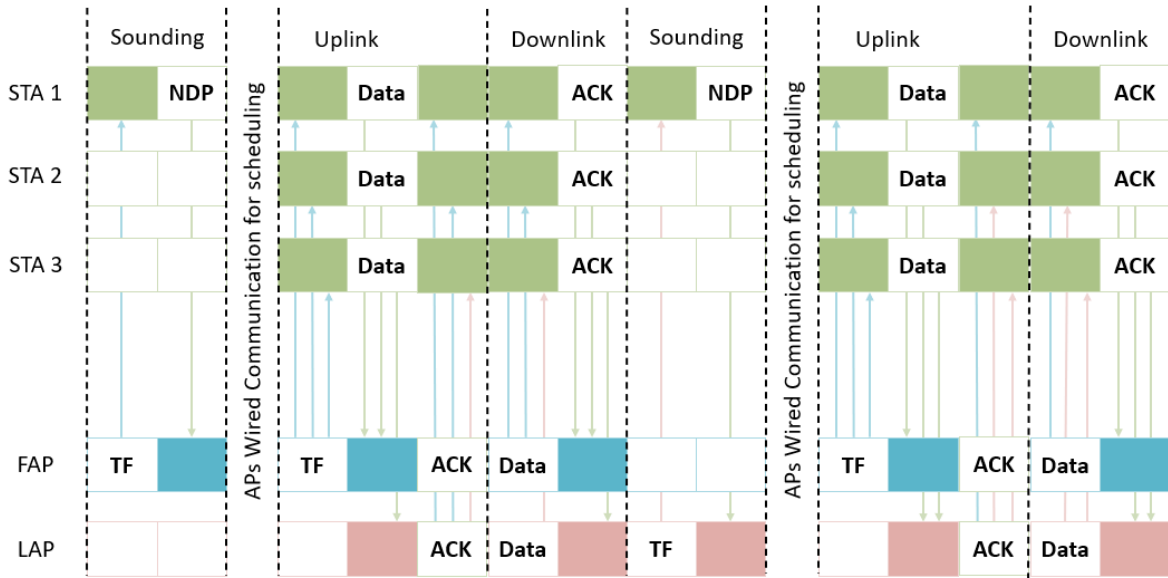 Sounding
Uplink
Downlink
Sounding
Uplink
Downlink
STA 1
NDP
Data
ACK
NDP
Data
ACK
STA 2
Data
ACK
Data
ACK
STA 3
Data
ACK
Data
ACK
APs Wired Communication for scheduling
APs Wired Communication for scheduling
FAP
TF
TF
ACK
Data
TF
ACK
Data
LAP
ACK
Data
TF
ACK
Data